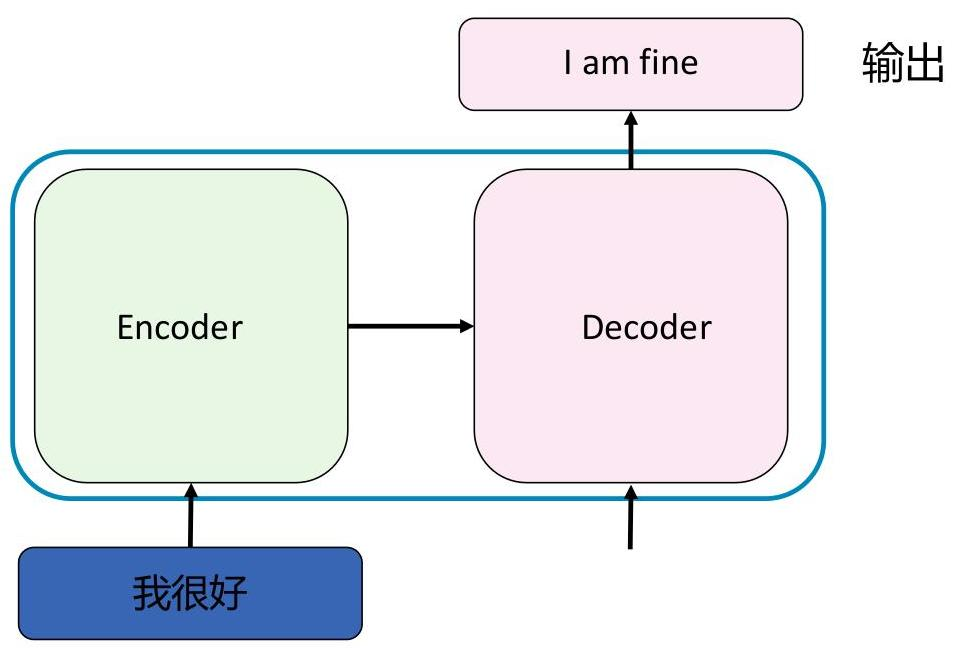 I am fine
输出
Encoder
Decoder
我很好